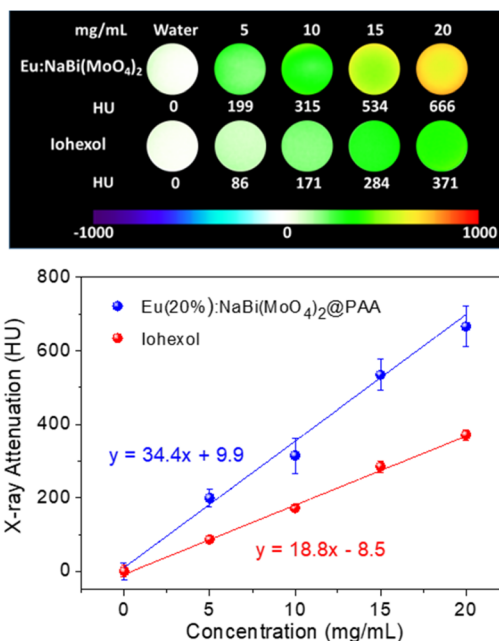 mg/mL Water 5 10 15 20
Eu:NaBi(MoO₄)₂
HU 0 199 315 534 666
Iohexol
HU 0 86 171 284 371
-1000 0 1000
800
Eu(20%):NaBi(MoO₄)₂@PAA
Iohexol
600
400
y = 34.4x + 9.9
200
y = 18.8x - 8.5
0
X-ray Attenuation (HU)
0 5 10 15 20
Concentration (mg/mL)